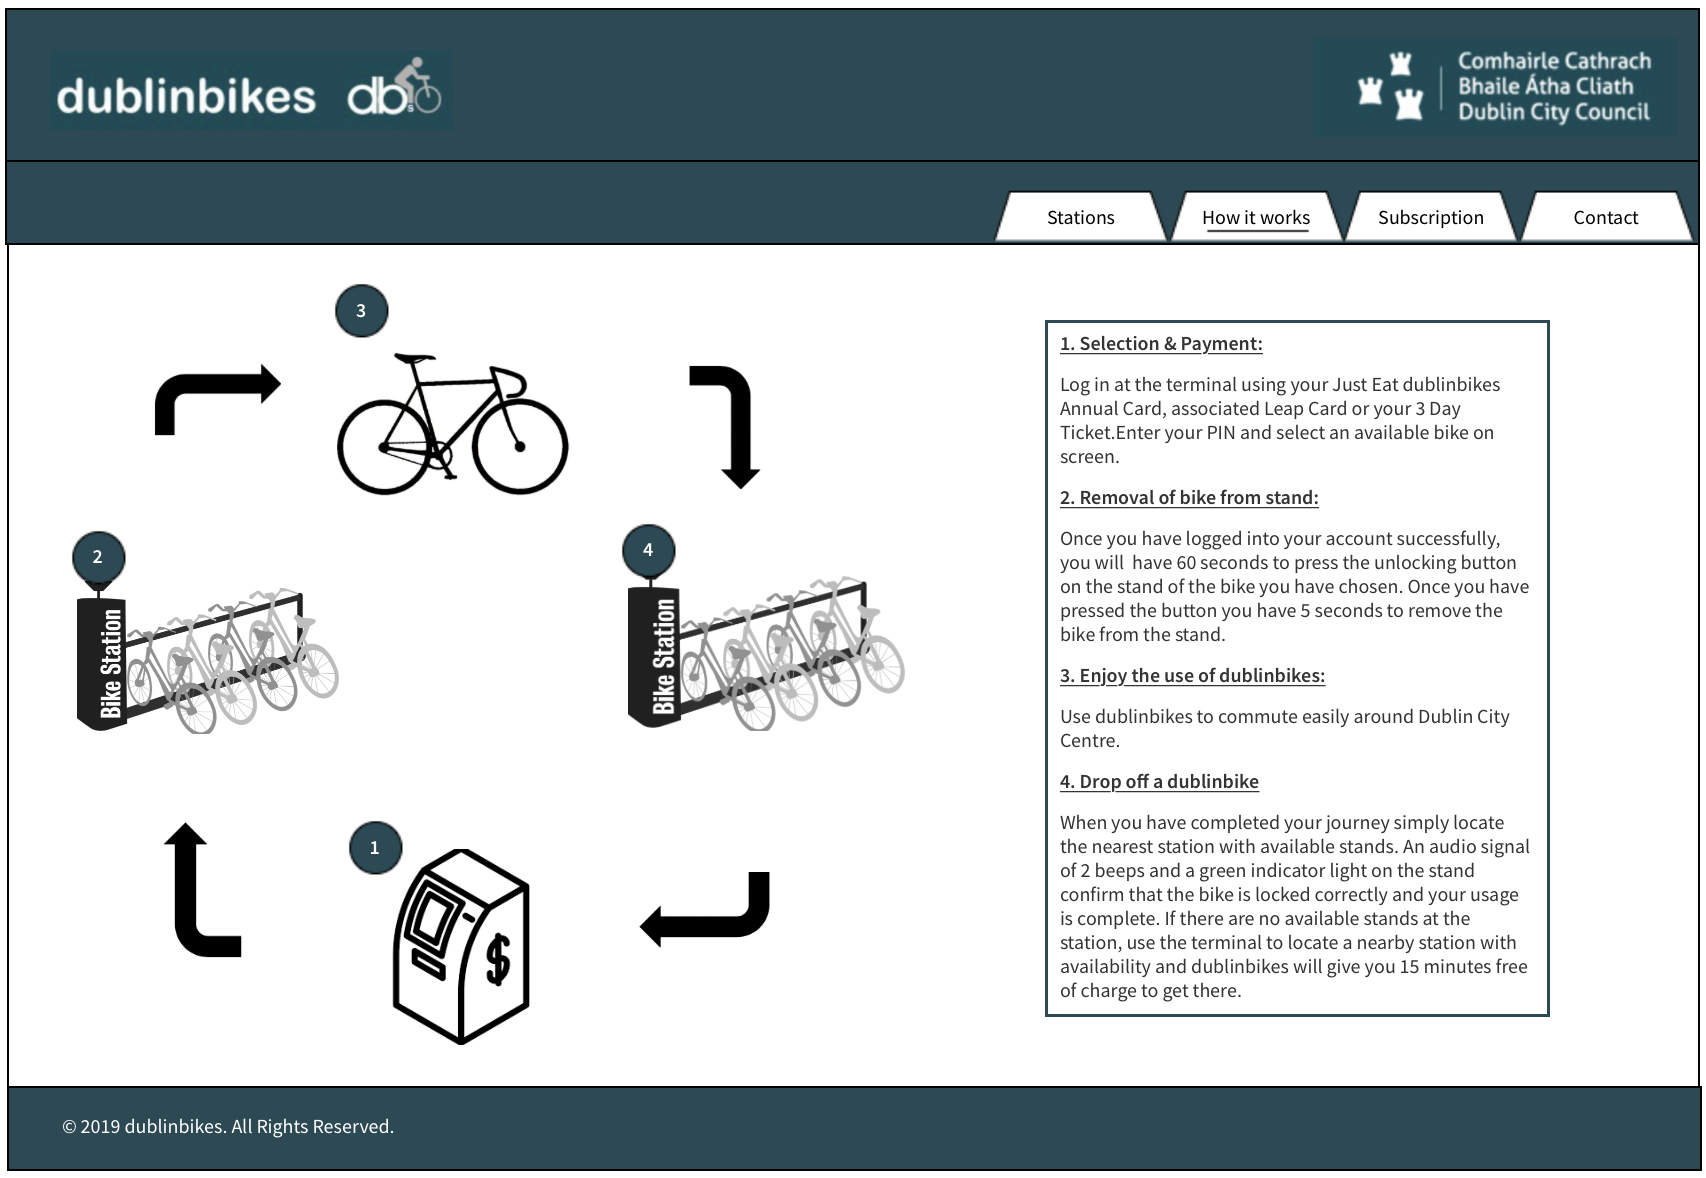 dublinbikes dbs
Comhairle Cathrach
Bhaile Átha Cliath
Dublin City Council
Stations
How it works
Subscription
Contact
3
2
Bike Station
4
Bike Station
1
$
1. Selection & Payment:
Log in at the terminal using your Just Eat dublinbikes
Annual Card, associated Leap Card or your 3 Day
Ticket.Enter your PIN and select an available bike on
screen.
2. Removal of bike from stand:
Once you have logged into your account successfully,
you will  have 60 seconds to press the unlocking button
on the stand of the bike you have chosen. Once you have
pressed the button you have 5 seconds to remove the
bike from the stand.
3. Enjoy the use of dublinbikes:
Use dublinbikes to commute easily around Dublin City
Centre.
4. Drop off a dublinbike
When you have completed your journey simply locate
the nearest station with available stands. An audio signal
of 2 beeps and a green indicator light on the stand
confirm that the bike is locked correctly and your usage
is complete. If there are no available stands at the
station, use the terminal to locate a nearby station with
availability and dublinbikes will give you 15 minutes free
of charge to get there.
© 2019 dublinbikes. All Rights Reserved.